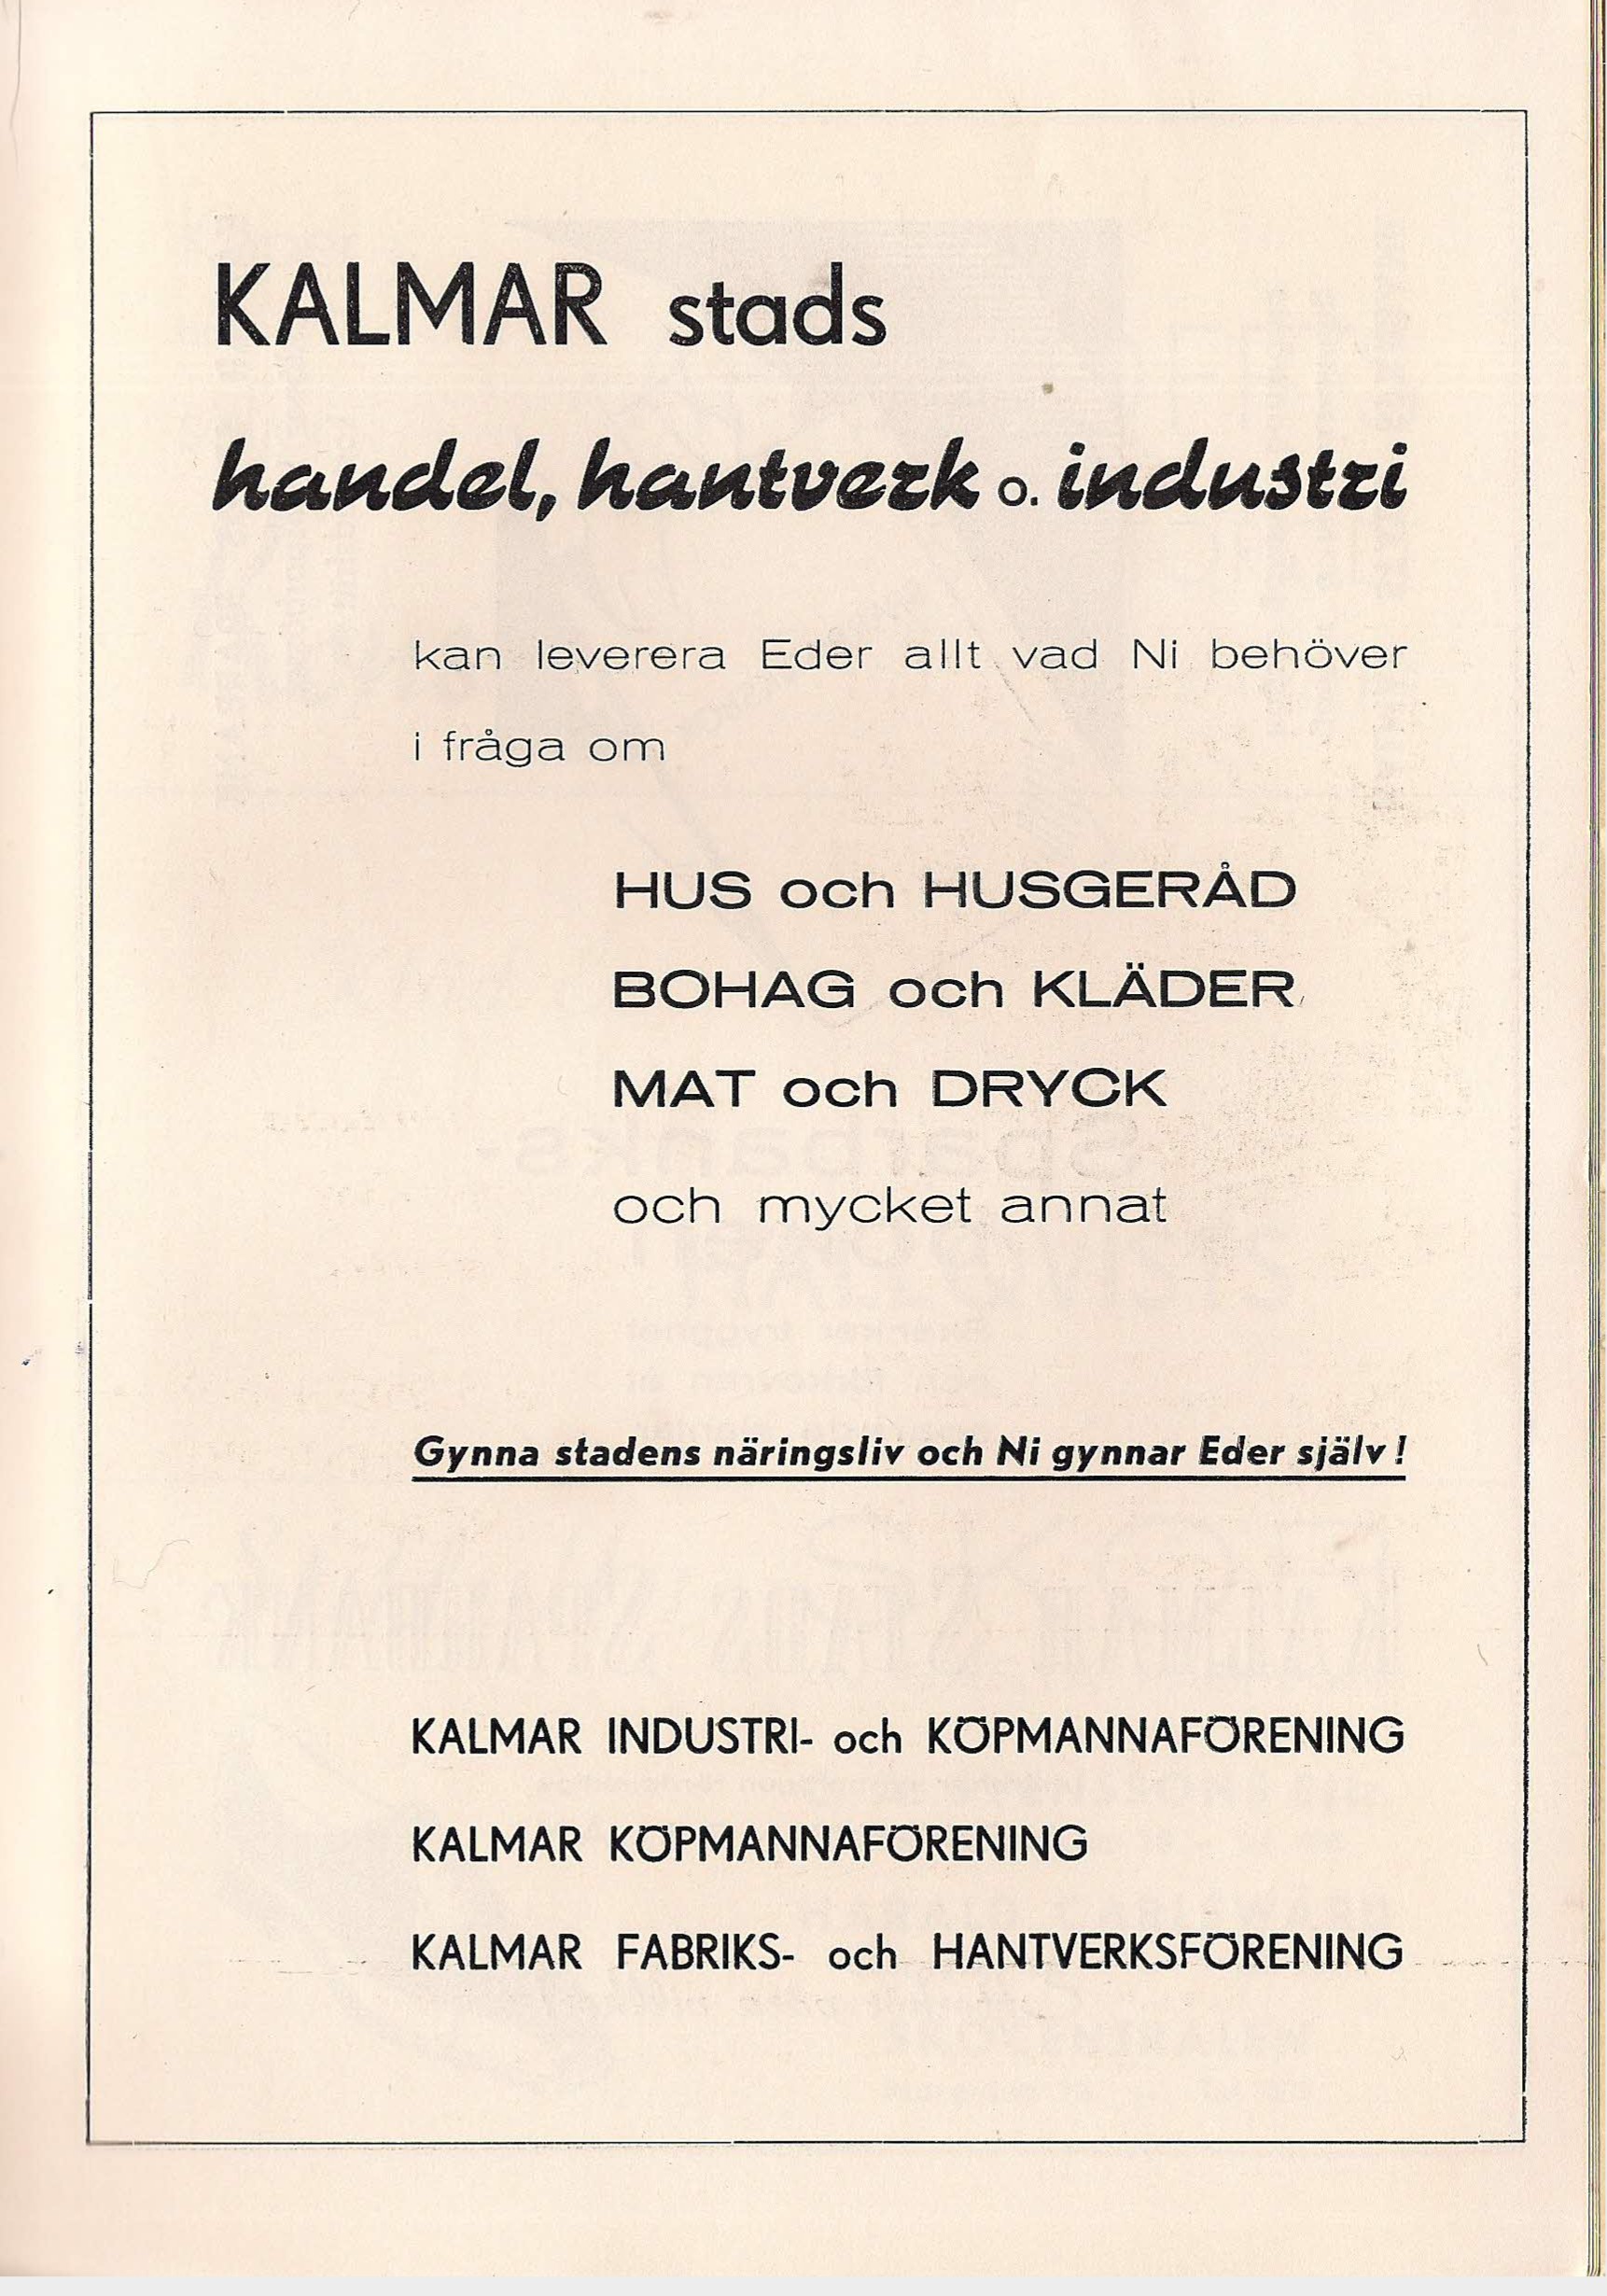 KALMAR stads
handel, hantverk o. industri
kan leverera Eder allt vad Ni behöver
i fråga om
HUS och HUSGERÅD
BOHAG och KLÄDER
MAT och DRYCK
och mycket annat
Gynna stadens näringsliv och Ni gynnar Eder själv!
KALMAR INDUSTRI- och KÖPMANNAFÖRENING
KALMAR KÖPMANNAFÖRENING
KALMAR FABRIKS- och HANTVERKSFÖRENING